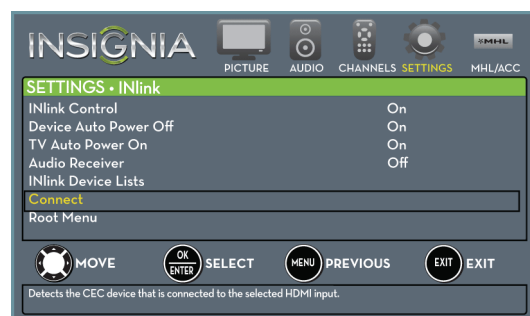 INSIGNIA
PICTURE AUDIO CHANNELS SETTINGS MHL/ACC
MHL
SETTINGS • INlink
INlink Control On
Device Auto Power Off On
TV Auto Power On On
Audio Receiver Off
INlink Device Lists
Connect
Root Menu
MOVE OK ENTER SELECT MENU PREVIOUS EXIT EXIT
Detects the CEC device that is connected to the selected HDMI input.